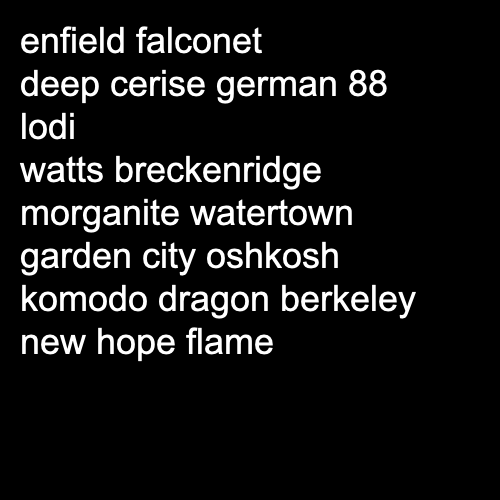 enfield falconet
deep cerise german 88
lodi
watts breckenridge
morganite watertown
garden city oshkosh
komodo dragon berkeley
new hope flame